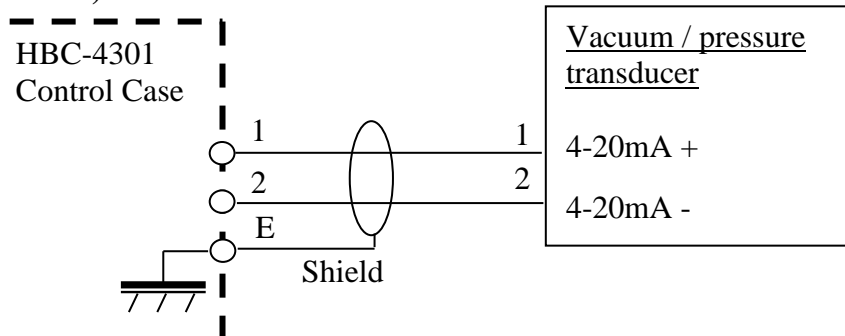 )
HBC-4301
Control Case
Vacuum / pressure
transducer
1
1
4-20mA +
2
2
4-20mA -
E
Shield